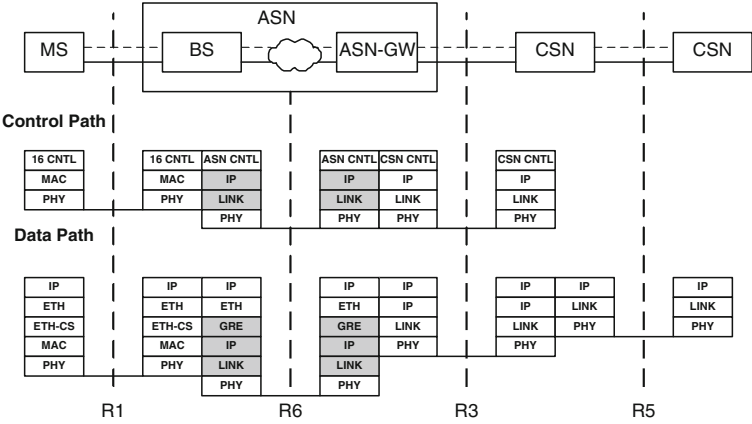 ASN
MS BS ASN-GW CSN CSN
Control Path
16 CNTL 16 CNTL ASN CNTL ASN CNTL CSN CNTL CSN CNTL
MAC MAC IP IP IP IP
PHY PHY LINK LINK LINK LINK
PHY PHY PHY PHY
Data Path
IP IP IP IP IP IP IP IP
ETH ETH ETH ETH IP IP LINK LINK
ETH-CS ETH-CS GRE GRE LINK LINK PHY PHY
MAC MAC IP IP PHY PHY
PHY PHY LINK LINK
PHY PHY
R1 R6 R3 R5